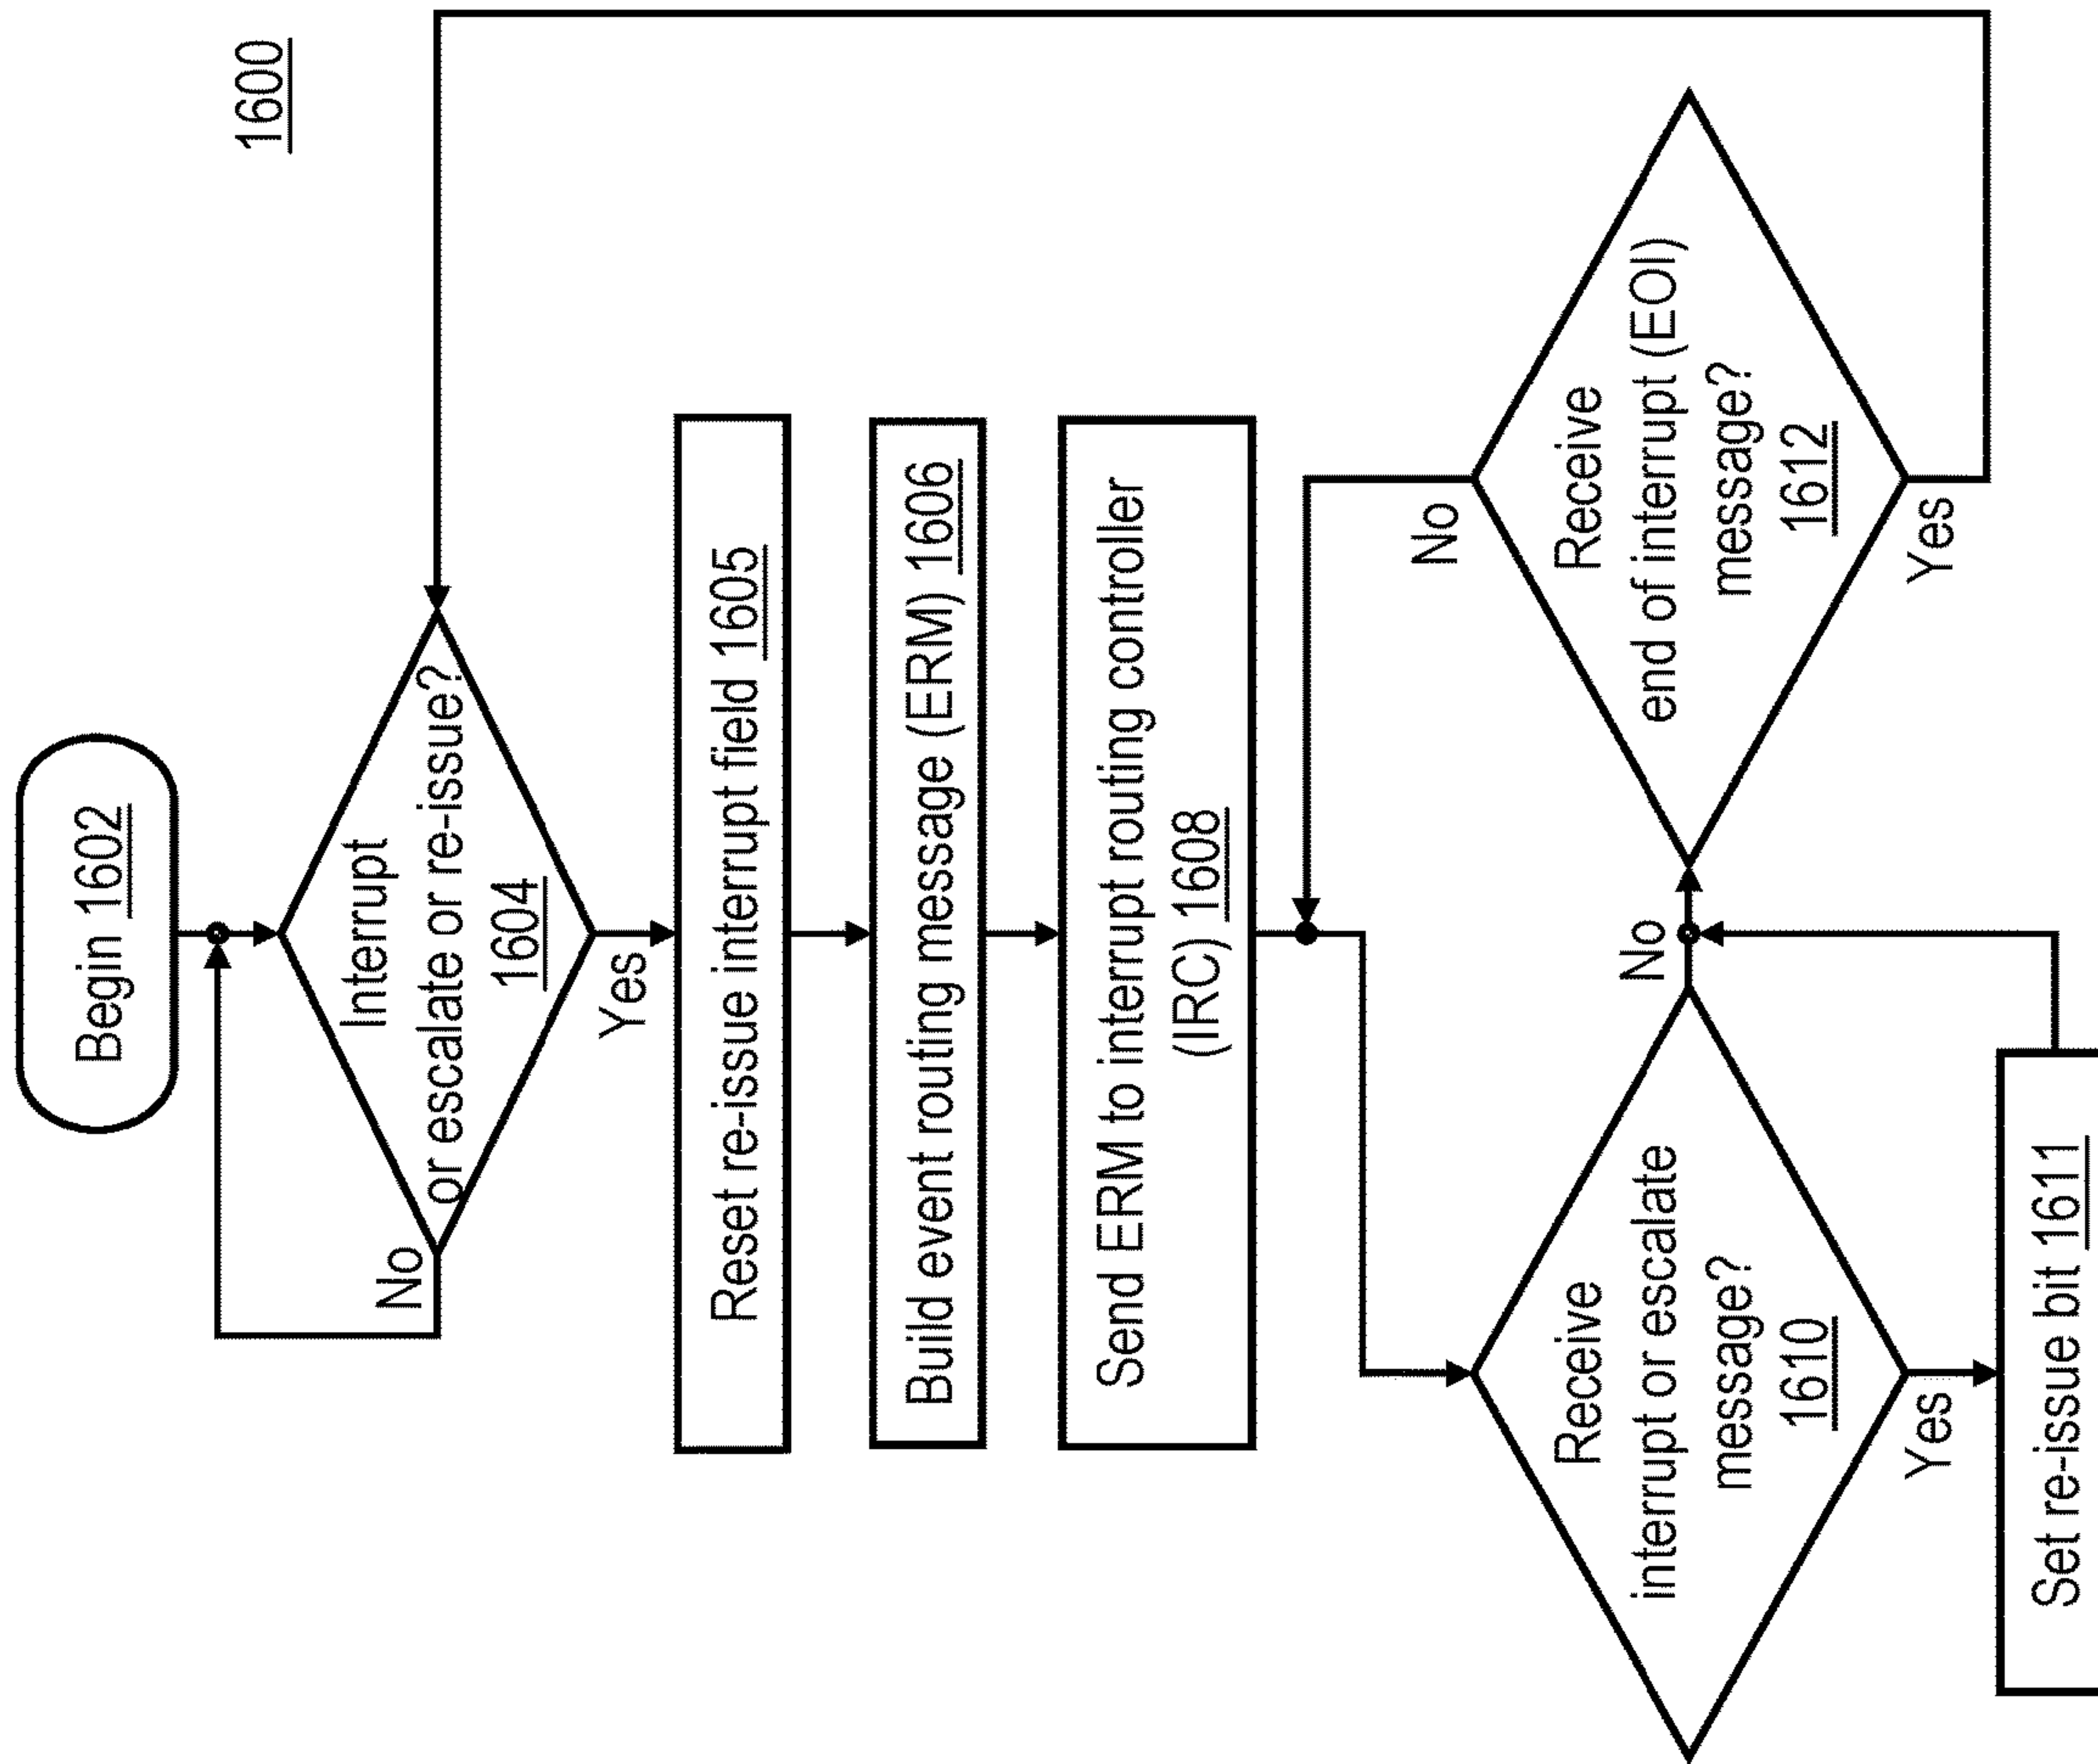 1600
Begin 1602
Interrupt
or escalate or re-issue?
1604
No
Yes
Reset re-issue interrupt field 1605
Build event routing message (ERM) 1606
Send ERM to interrupt routing controller
(IRC) 1608
Receive
interrupt or escalate
message?
1610
No
Yes
Set re-issue bit 1611
Receive
end of interrupt (EOI)
message?
1612
No
Yes